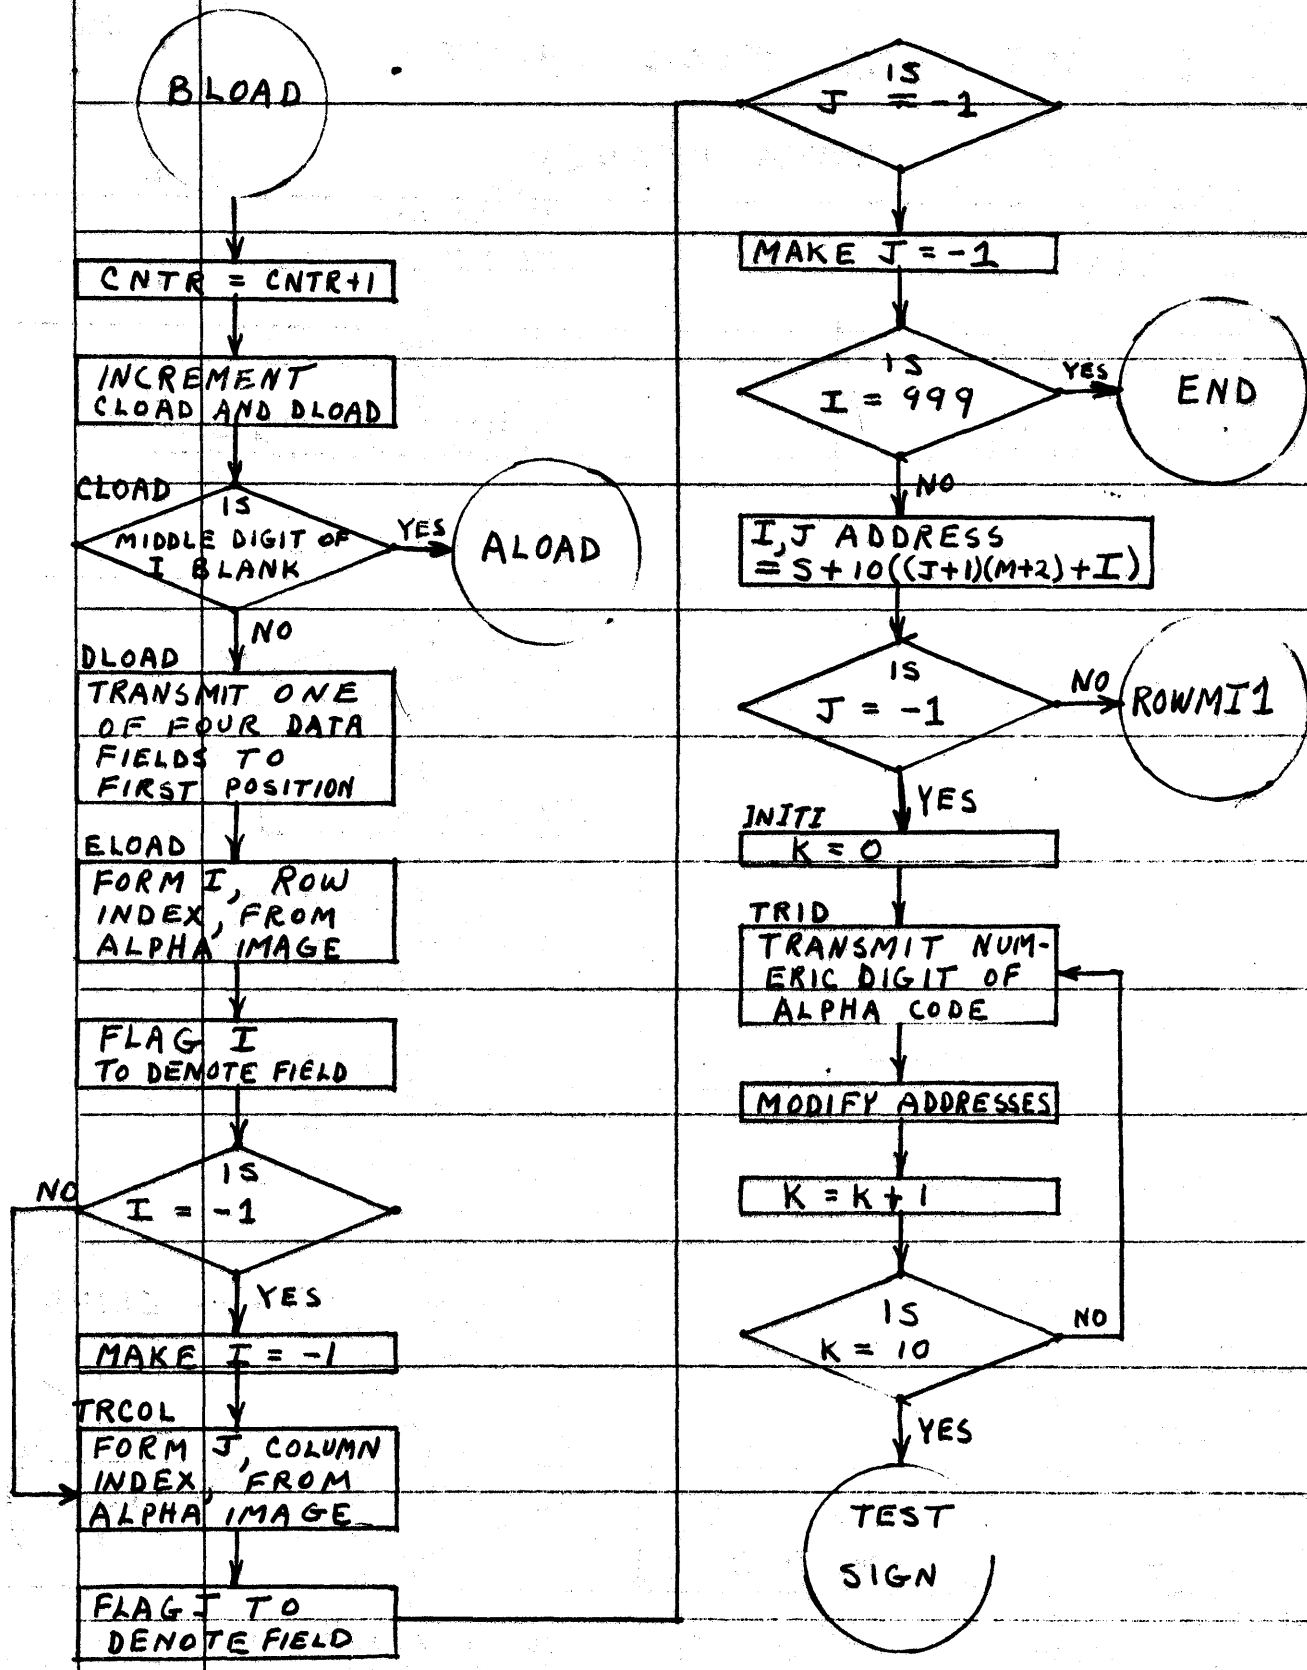 BLOAD
CNTR = CNTR+1
INCREMENT
CLOAD AND DLOAD
CLOAD
IS
MIDDLE DIGIT OF
I BLANK
YES
ALOAD
NO
DLOAD
TRANSMIT ONE
OF FOUR DATA
FIELDS TO
FIRST POSITION
ELOAD
FORM I, ROW
INDEX, FROM
ALPHA IMAGE
FLAG I
TO DENOTE FIELD
IS
I = -1
NO
YES
MAKE I = -1
TRCOL
FORM J, COLUMN
INDEX, FROM
ALPHA IMAGE
FLAG J TO
DENOTE FIELD
IS
J = -1
MAKE J = -1
IS
I = 999
YES
END
NO
I, J ADDRESS
= S+10((J+1)(M+2)+I)
IS
J = -1
NO
ROWMI1
YES
INITI
K = 0
TRID
TRANSMIT NUM-
ERIC DIGIT OF
ALPHA CODE
MODIFY ADDRESSES
K = K+1
IS
K = 10
NO
YES
TEST
SIGN